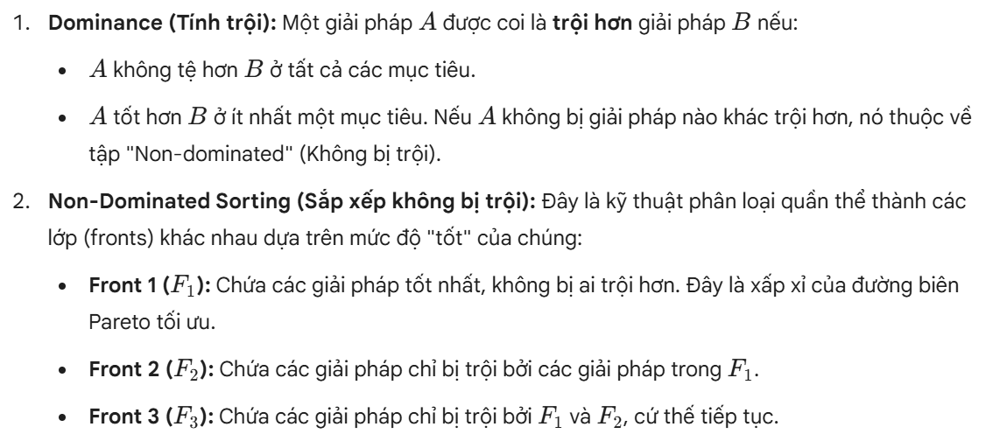 1. Dominance (Tính trội): Một giải pháp A được coi là trội hơn giải pháp B nếu:
• A không tệ hơn B ở tất cả các mục tiêu.
• A tốt hơn B ở ít nhất một mục tiêu. Nếu A không bị giải pháp nào khác trội hơn, nó thuộc về
tập "Non-dominated" (Không bị trội).
2. Non-Dominated Sorting (Sắp xếp không bị trội): Đây là kỹ thuật phân loại quần thể thành các
lớp (fronts) khác nhau dựa trên mức độ "tốt" của chúng:
• Front 1 (F₁): Chứa các giải pháp tốt nhất, không bị ai trội hơn. Đây là xấp xỉ của đường biên
Pareto tối ưu.
• Front 2 (F₂): Chứa các giải pháp chỉ bị trội bởi các giải pháp trong F₁.
• Front 3 (F₃): Chứa các giải pháp chỉ bị trội bởi F₁ và F₂, cứ thế tiếp tục.